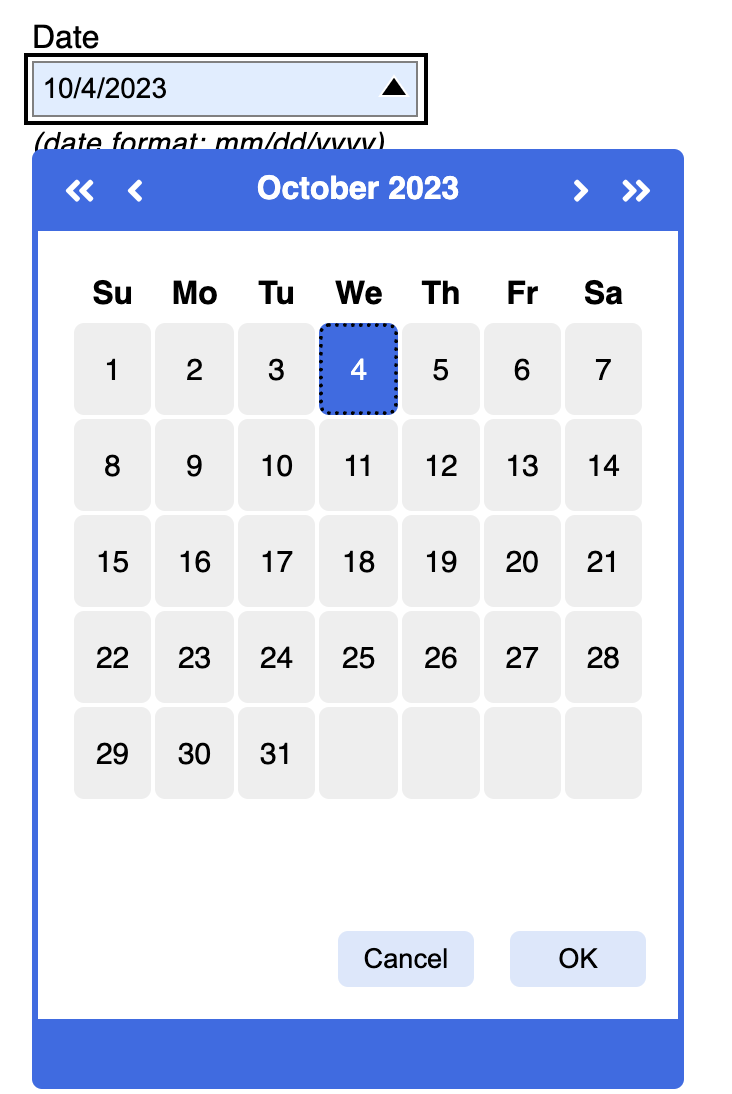 Date
10/4/2023
(date format: mm/dd/yyyy)
October 2023
Su Mo Tu We Th Fr Sa
1 2 3 4 5 6 7
8 9 10 11 12 13 14
15 16 17 18 19 20 21
22 23 24 25 26 27 28
29 30 31
Cancel OK